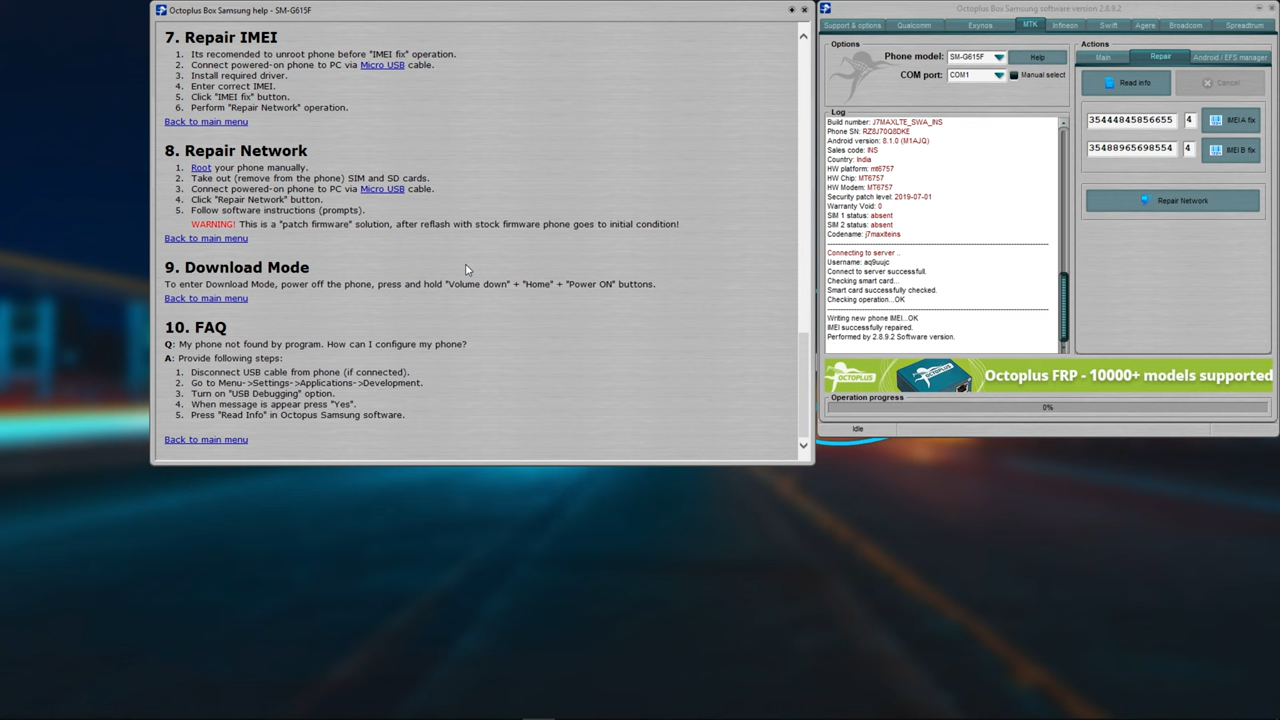 Octoplus Box Samsung help - SM-G615F
7. Repair IMEI
1. Its recomended to unroot phone before "IMEI fix" operation.
2. Connect powered-on phone to PC via Micro USB cable.
3. Install required driver.
4. Enter correct IMEI.
5. Click "IMEI fix" button.
6. Perform "Repair Network" operation.
Back to main menu
8. Repair Network
1. Root your phone manually.
2. Take out (remove from the phone) SIM and SD cards.
3. Connect powered-on phone to PC via Micro USB cable.
4. Click "Repair Network" button.
5. Follow software instructions (prompts).
WARNING! This is a "patch firmware" solution, after reflash with stock firmware phone goes to initial condition!
Back to main menu
9. Download Mode
To enter Download Mode, power off the phone, press and hold "Volume down" + "Home" + "Power ON" buttons.
Back to main menu
10. FAQ
Q: My phone not found by program. How can I configure my phone?
A: Provide following steps:
1. Disconnect USB cable from phone (if connected).
2. Go to Menu->Settings->Applications->Development.
3. Turn on "USB Debugging" option.
4. When message is appear press "Yes".
5. Press "Read Info" in Octopus Samsung software.
Back to main menu
Octoplus Box Samsung software version 2.8.9.2
Support & options Qualcomm Exynos MTK Infineon Swift Agere Broadcom Spreadtrum
Options
Phone model: SM-G615F Help
COM port: COM1 Manual select
Log
Build number: J7MAXLTE_SWA_INS
Phone SN: RZ8J70Q8DKE
Android version: 8.1.0 (M1AJQ)
Sales code: INS
Country: India
HW platform: mt6757
HW Chip: MT6757
HW Modem: MT6757
Security patch level: 2019-07-01
Warranty Void: 0
SIM 1 status: absent
SIM 2 status: absent
Codename: j7maxlteins
Connecting to server ..
Username: aq9uujc
Connect to server successfull.
Checking smart card...
Smart card successfully checked.
Checking operation...OK
Writing new phone IMEI...OK
IMEI successfully repaired.
Performed by 2.8.9.2 Software version.
Actions
Main Repair Android / EFS manager
Read info Cancel
35444845856655 4 IMEI A fix
35488965698554 4 IMEI B fix
Repair Network
OCTOPLUS Octoplus FRP - 10000+ models supported
Operation progress
0%
Idle